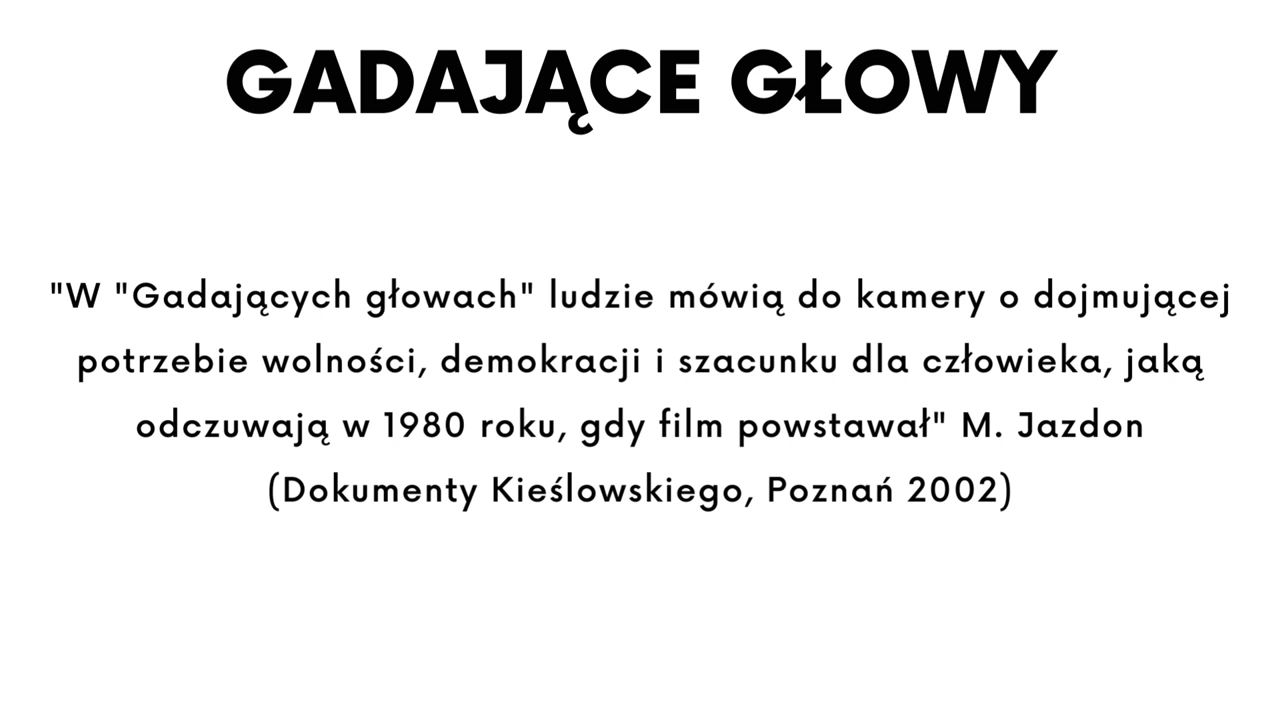 GADAJĄCE GŁOWY
"W "Gadających głowach" ludzie mówią do kamery o dojmującej
potrzebie wolności, demokracji i szacunku dla człowieka, jaką
odczuwają w 1980 roku, gdy film powstawał" M. Jazdon
(Dokumenty Kieślowskiego, Poznań 2002)